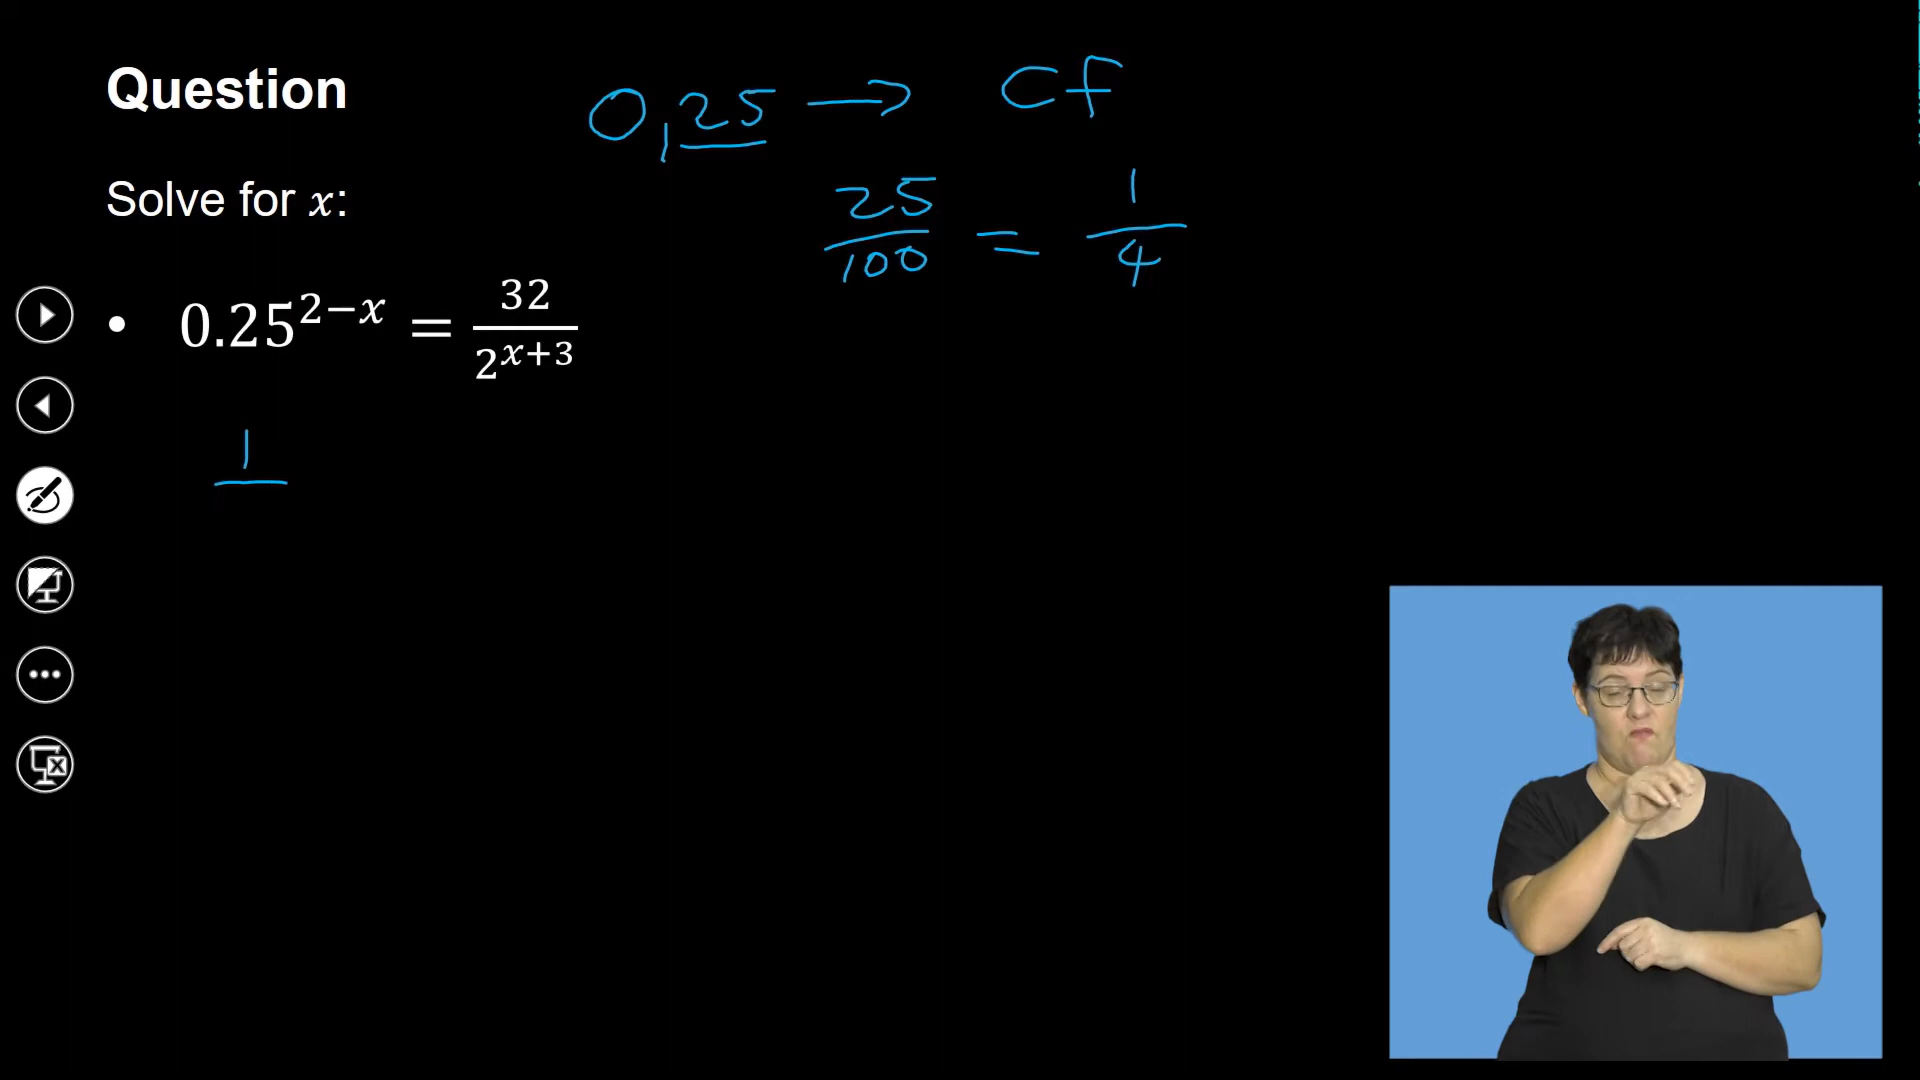 Question
0,25 → CF
25/100 = 1/4
Solve for x:
• 0.25^{2−x} = 32/2^{x+3}
1